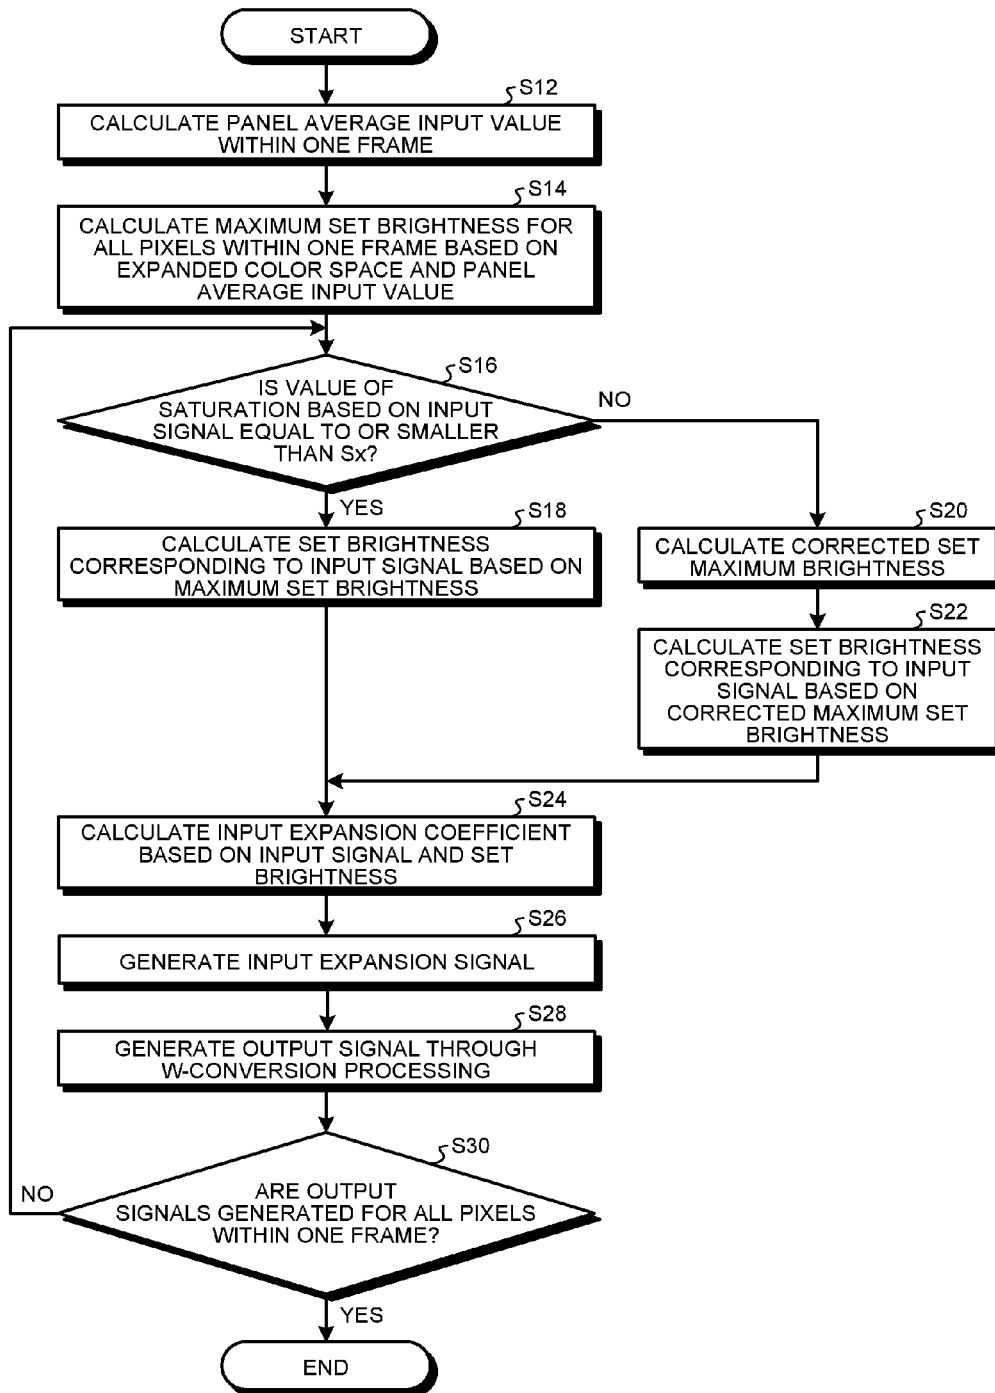 START
S12
CALCULATE PANEL AVERAGE INPUT VALUE
WITHIN ONE FRAME
S14
CALCULATE MAXIMUM SET BRIGHTNESS FOR
ALL PIXELS WITHIN ONE FRAME BASED ON
EXPANDED COLOR SPACE AND PANEL
AVERAGE INPUT VALUE
S16
IS VALUE OF
SATURATION BASED ON INPUT
SIGNAL EQUAL TO OR SMALLER
THAN Sx?
NO
YES
S18
CALCULATE SET BRIGHTNESS
CORRESPONDING TO INPUT SIGNAL BASED ON
MAXIMUM SET BRIGHTNESS
S20
CALCULATE CORRECTED SET
MAXIMUM BRIGHTNESS
S22
CALCULATE SET BRIGHTNESS
CORRESPONDING TO INPUT
SIGNAL BASED ON
CORRECTED MAXIMUM SET
BRIGHTNESS
S24
CALCULATE INPUT EXPANSION COEFFICIENT
BASED ON INPUT SIGNAL AND SET
BRIGHTNESS
S26
GENERATE INPUT EXPANSION SIGNAL
S28
GENERATE OUTPUT SIGNAL THROUGH
W-CONVERSION PROCESSING
S30
ARE OUTPUT
SIGNALS GENERATED FOR ALL PIXELS
WITHIN ONE FRAME?
NO
YES
END